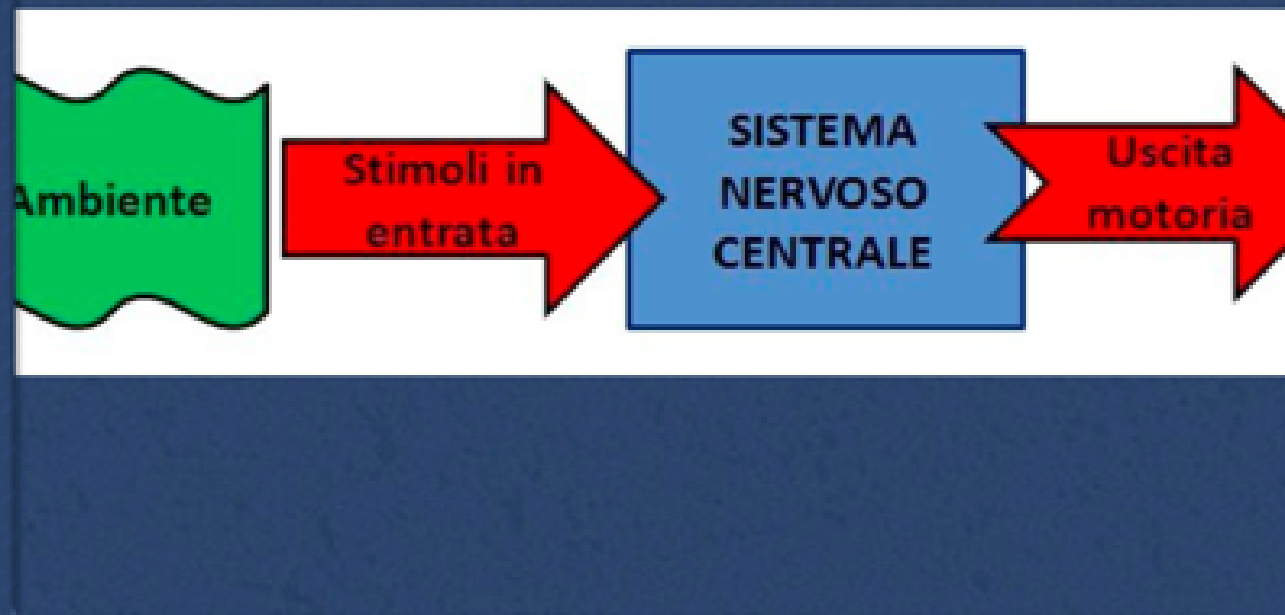 Ambiente
Stimoli in
entrata
SISTEMA
NERVOSO
CENTRALE
Uscita
motoria